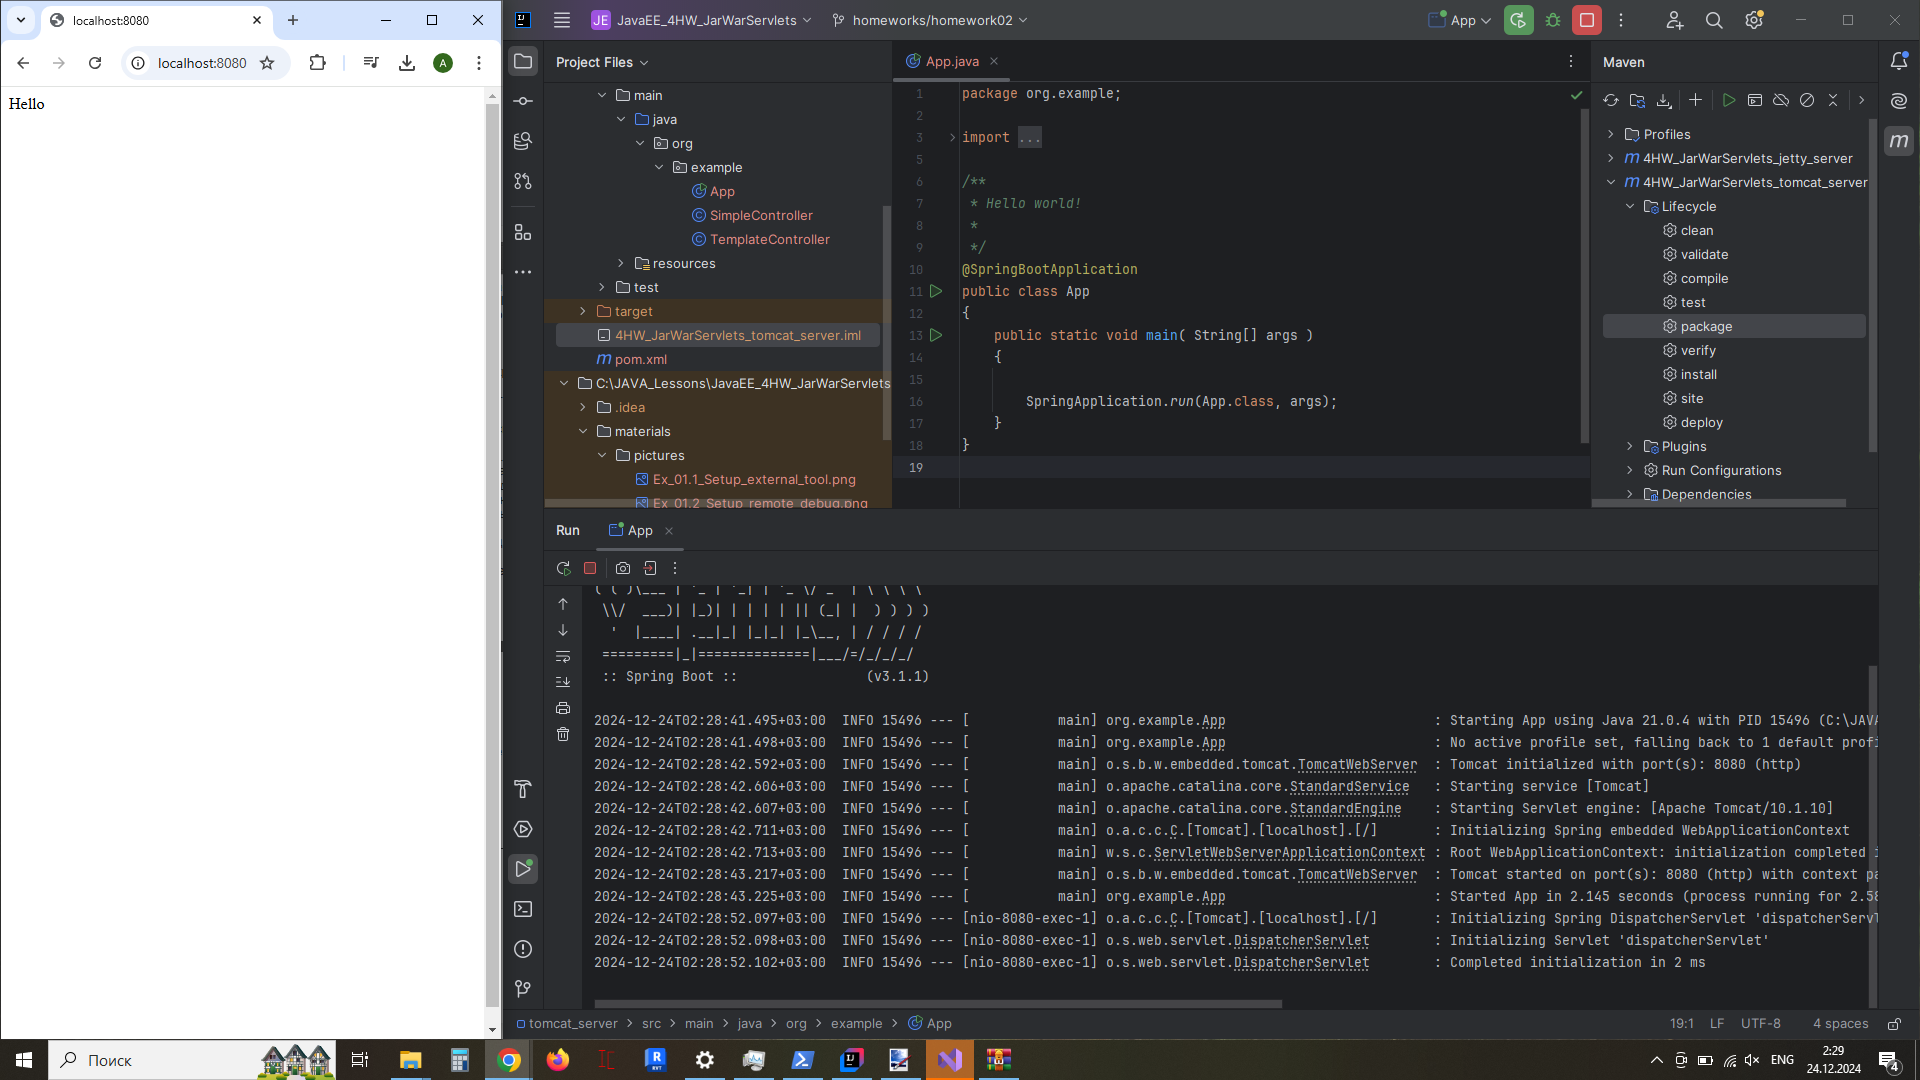 localhost:8080
localhost:8080
A
Hello
JE JavaEE_4HW_JarWarServlets
homeworks/homework02
App
Project Files
main
java
org
example
App
SimpleController
TemplateController
resources
test
target
4HW_JarWarServlets_tomcat_server.iml
pom.xml
C:\JAVA_Lessons\JavaEE_4HW_JarWarServlets
.idea
materials
pictures
Ex_01.1_Setup_external_tool.png
Ex_01.2_Setup_remote_debug.png
App.java
1 package org.example;
2
3 import ...
5
6 /**
7 * Hello world!
8 *
9 */
10 @SpringBootApplication
11 public class App
12 {
13 public static void main( String[] args )
14 {
15
16 SpringApplication.run(App.class, args);
17 }
18 }
19
Maven
Profiles
4HW_JarWarServlets_jetty_server
4HW_JarWarServlets_tomcat_server
Lifecycle
clean
validate
compile
test
package
verify
install
site
deploy
Plugins
Run Configurations
Dependencies
Run
App
( ( )\___ | '_ | '_| | '_ \/ _` | \ \ \ \
\\/  ___)| |_)| | | | | || (_| |  ) ) ) )
'  |____| .__|_| |_|_| |_\__, | / / / /
=========|_|==============|___/=/_/_/_/
:: Spring Boot ::                (v3.1.1)
2024-12-24T02:28:41.495+03:00  INFO 15496 --- [           main] org.example.App                          : Starting App using Java 21.0.4 with PID 15496 (C:\JAVA
2024-12-24T02:28:41.498+03:00  INFO 15496 --- [           main] org.example.App                          : No active profile set, falling back to 1 default profi
2024-12-24T02:28:42.592+03:00  INFO 15496 --- [           main] o.s.b.w.embedded.tomcat.TomcatWebServer  : Tomcat initialized with port(s): 8080 (http)
2024-12-24T02:28:42.606+03:00  INFO 15496 --- [           main] o.apache.catalina.core.StandardService   : Starting service [Tomcat]
2024-12-24T02:28:42.607+03:00  INFO 15496 --- [           main] o.apache.catalina.core.StandardEngine    : Starting Servlet engine: [Apache Tomcat/10.1.10]
2024-12-24T02:28:42.711+03:00  INFO 15496 --- [           main] o.a.c.c.C.[Tomcat].[localhost].[/]       : Initializing Spring embedded WebApplicationContext
2024-12-24T02:28:42.713+03:00  INFO 15496 --- [           main] w.s.c.ServletWebServerApplicationContext : Root WebApplicationContext: initialization completed i
2024-12-24T02:28:43.217+03:00  INFO 15496 --- [           main] o.s.b.w.embedded.tomcat.TomcatWebServer  : Tomcat started on port(s): 8080 (http) with context pa
2024-12-24T02:28:43.225+03:00  INFO 15496 --- [           main] org.example.App                          : Started App in 2.145 seconds (process running for 2.58
2024-12-24T02:28:52.097+03:00  INFO 15496 --- [nio-8080-exec-1] o.a.c.c.C.[Tomcat].[localhost].[/]       : Initializing Spring DispatcherServlet 'dispatcherServl
2024-12-24T02:28:52.098+03:00  INFO 15496 --- [nio-8080-exec-1] o.s.web.servlet.DispatcherServlet        : Initializing Servlet 'dispatcherServlet'
2024-12-24T02:28:52.102+03:00  INFO 15496 --- [nio-8080-exec-1] o.s.web.servlet.DispatcherServlet        : Completed initialization in 2 ms
tomcat_server > src > main > java > org > example > App
19:1 LF UTF-8 4 spaces
Поиск
ENG
2:29
24.12.2024
4